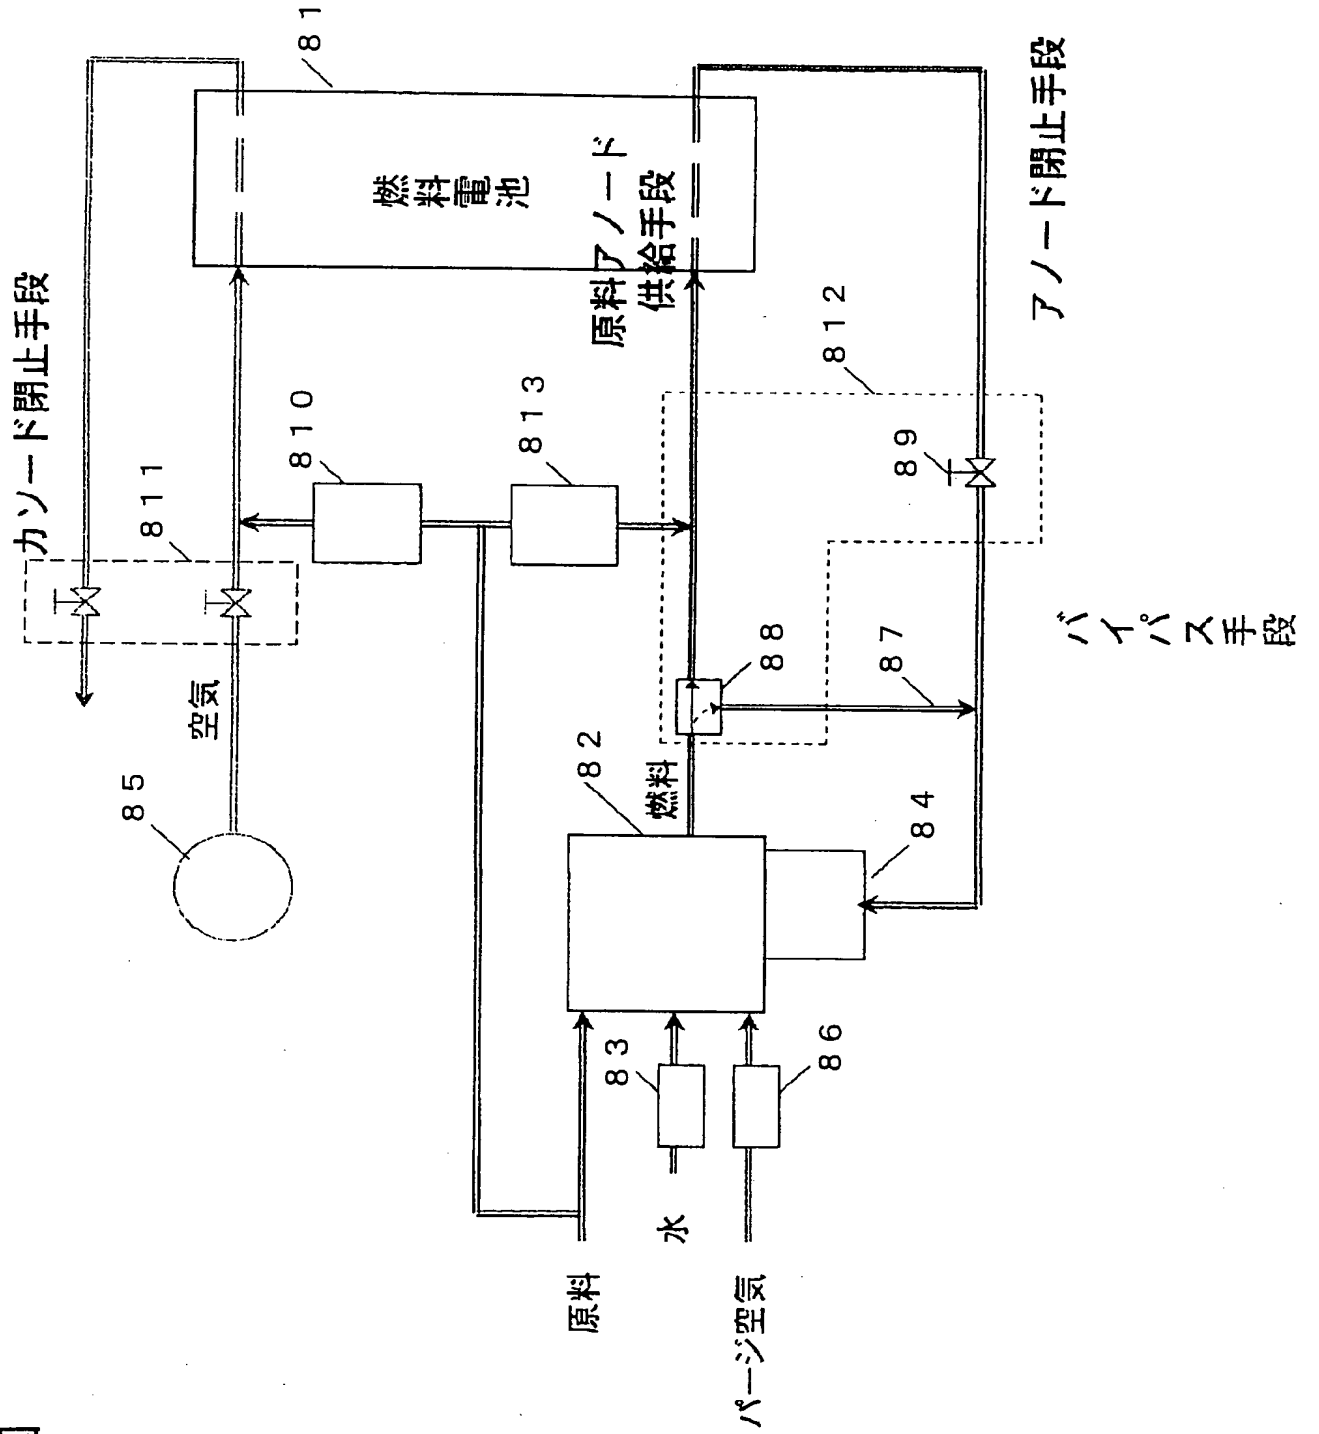 カソード閉止手段
811
空気
85
810
813
81
燃料電池
原料アノード
供給手段
812
89
アノード閉止手段
88
87
バイパス手段
燃料
82
84
83
86
原料
水
パージ空気